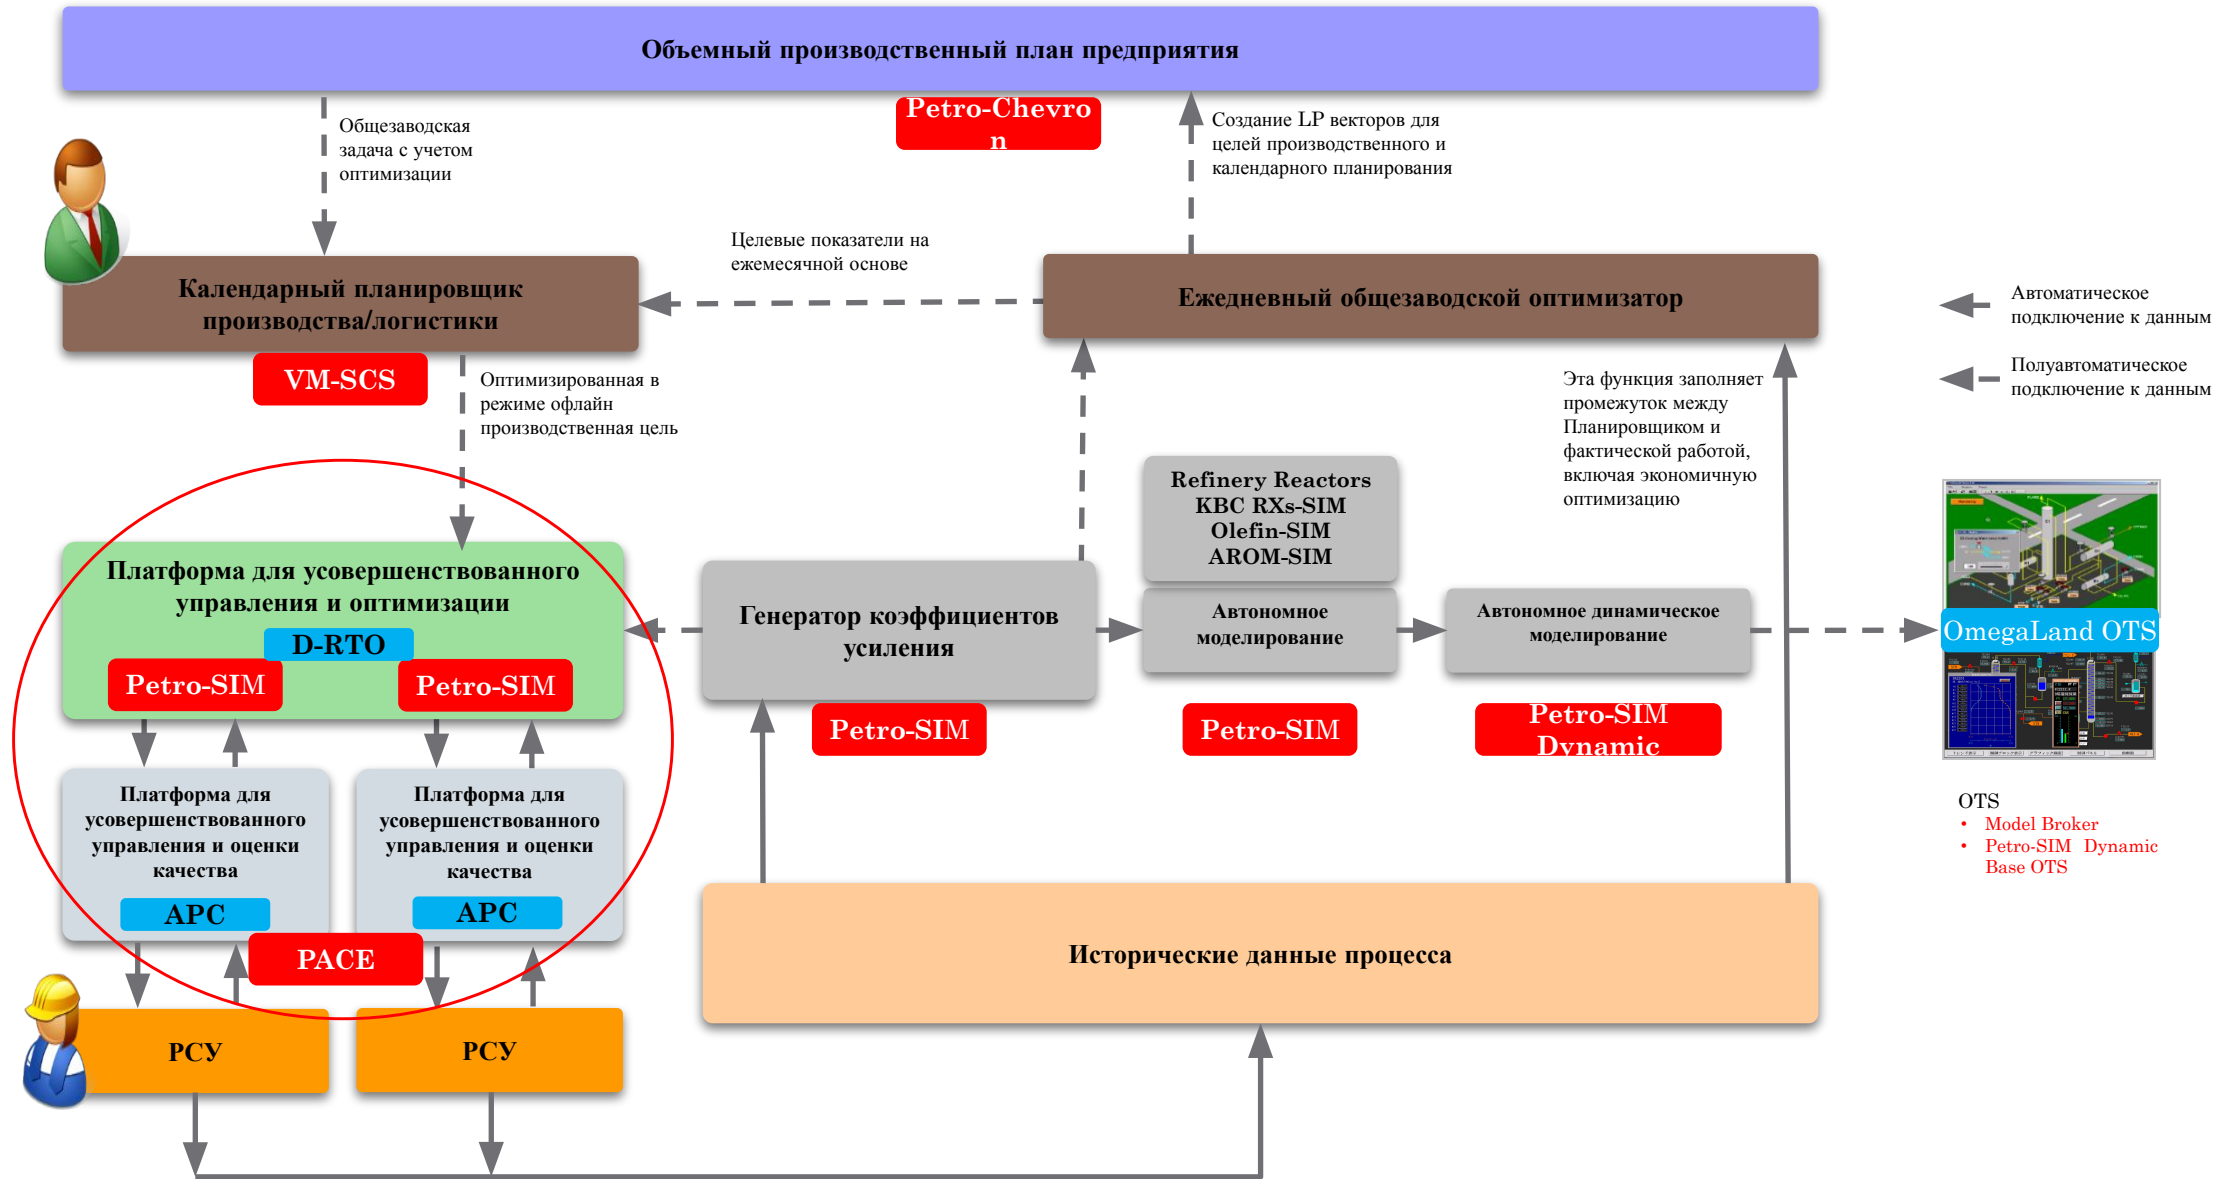 Объемный производственный план предприятия
Petro-Chevro
n
Общезаводская
задача с учетом
оптимизации
Создание LP векторов для
целей производственного и
календарного планирования
Целевые показатели на
ежемесячной основе
Календарный планировщик
производства/логистики
Ежедневный общезаводской оптимизатор
Автоматическое
подключение к данным
Полуавтоматическое
подключение к данным
VM-SCS
Оптимизированная в
режиме офлайн
производственная цель
Эта функция заполняет
промежуток между
Планировщиком и
фактической работой,
включая экономичную
оптимизацию
Refinery Reactors
KBC RXs-SIM
Olefin-SIM
AROM-SIM
Платформа для усовершенствованного
управления и оптимизации
D-RTO
Petro-SIM
Petro-SIM
Генератор коэффициентов
усиления
Petro-SIM
Автономное
моделирование
Petro-SIM
Автономное динамическое
моделирование
Petro-SIM
Dynamic
OmegaLand OTS
OTS
• Model Broker
• Petro-SIM Dynamic
Base OTS
Платформа для
усовершенствованного
управления и оценки
качества
APC
Платформа для
усовершенствованного
управления и оценки
качества
APC
PACE
Исторические данные процесса
РСУ
РСУ